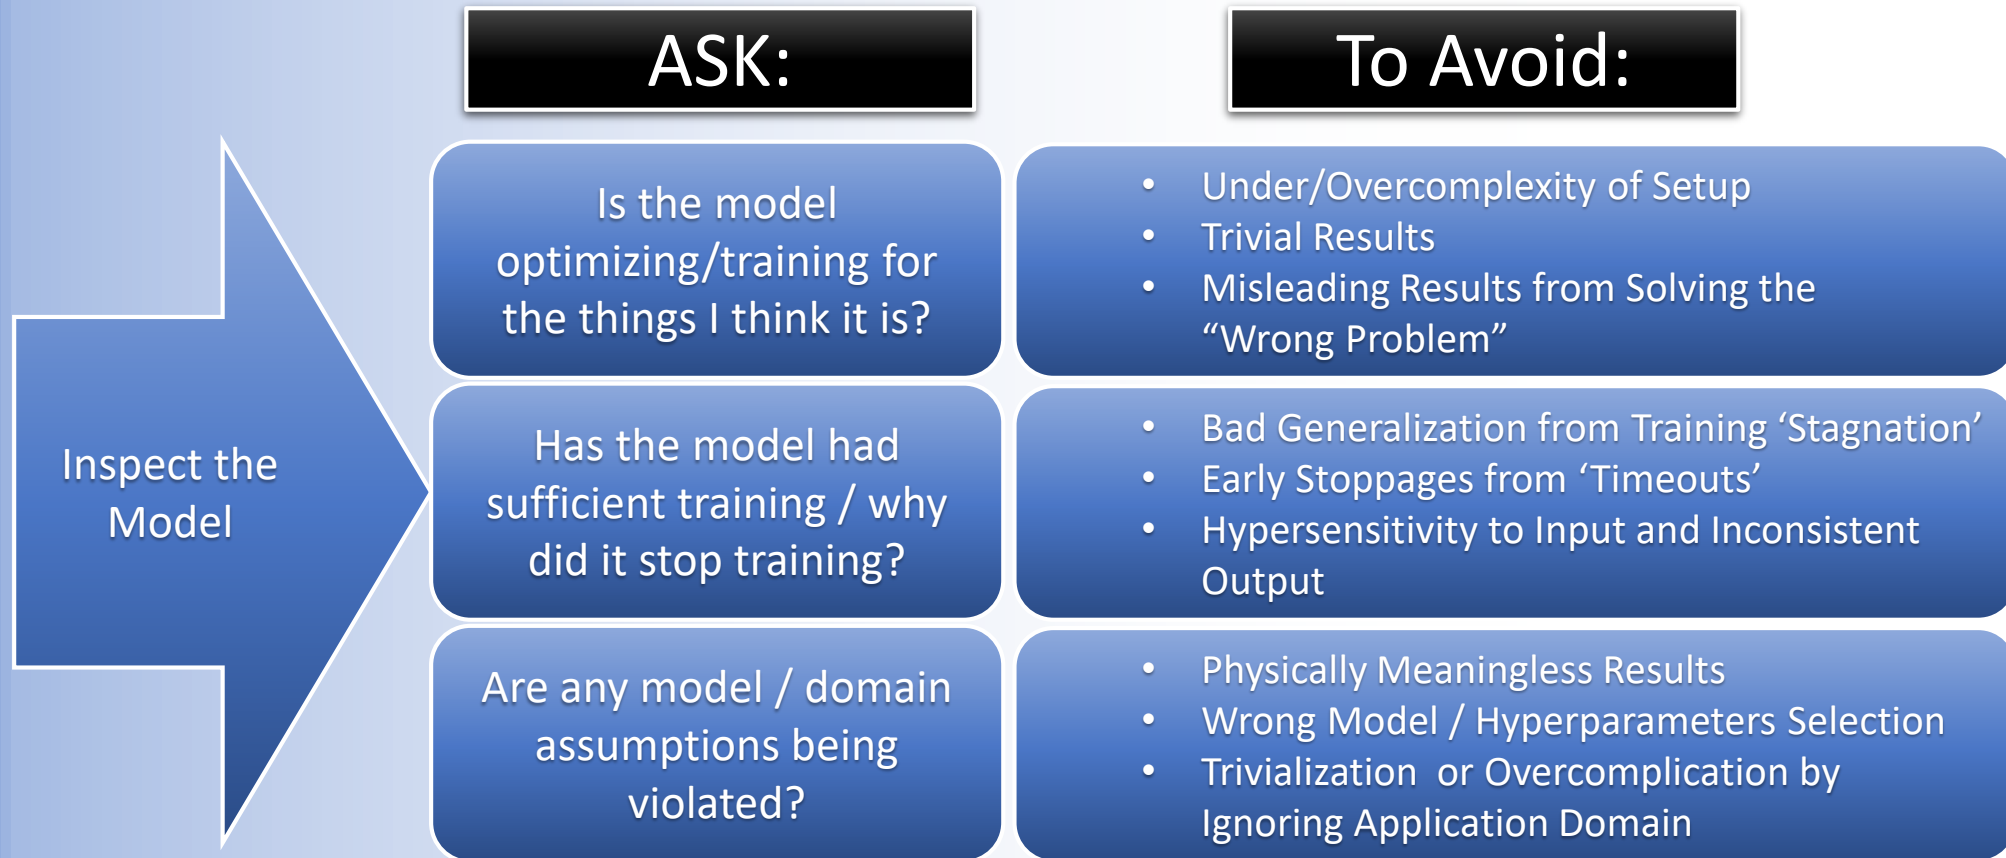 ASK:
To Avoid:
Inspect the
Model
Is the model
optimizing/training for
the things I think it is?
• Under/Overcomplexity of Setup
• Trivial Results
• Misleading Results from Solving the
“Wrong Problem”
Has the model had
sufficient training / why
did it stop training?
• Bad Generalization from Training ‘Stagnation’
• Early Stoppages from ‘Timeouts’
• Hypersensitivity to Input and Inconsistent
Output
Are any model / domain
assumptions being
violated?
• Physically Meaningless Results
• Wrong Model / Hyperparameters Selection
• Trivialization  or Overcomplication by
Ignoring Application Domain